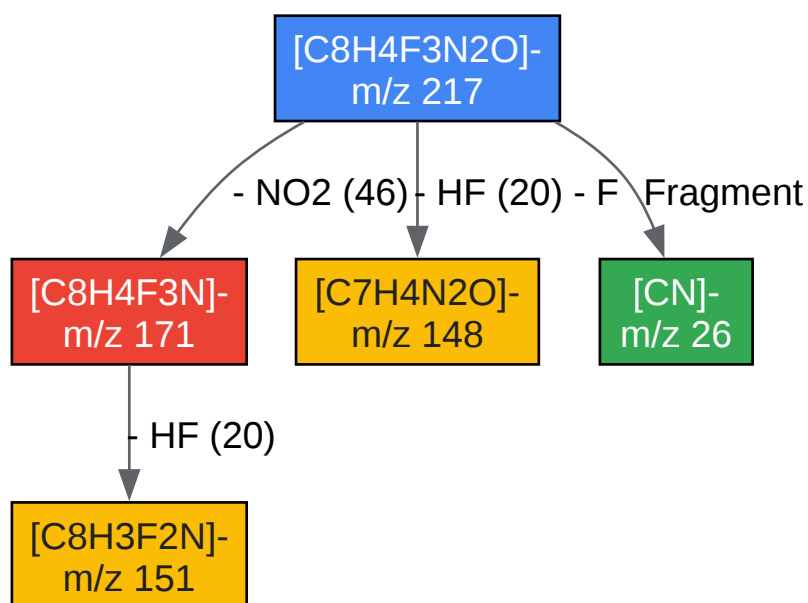 [C8H4F3N2O]-
m/z 217
- NO2 (46)
- HF (20) - F
Fragment
[C8H4F3N]-
m/z 171
[C7H4N2O]-
m/z 148
[CN]-
m/z 26
- HF (20)
[C8H3F2N]-
m/z 151